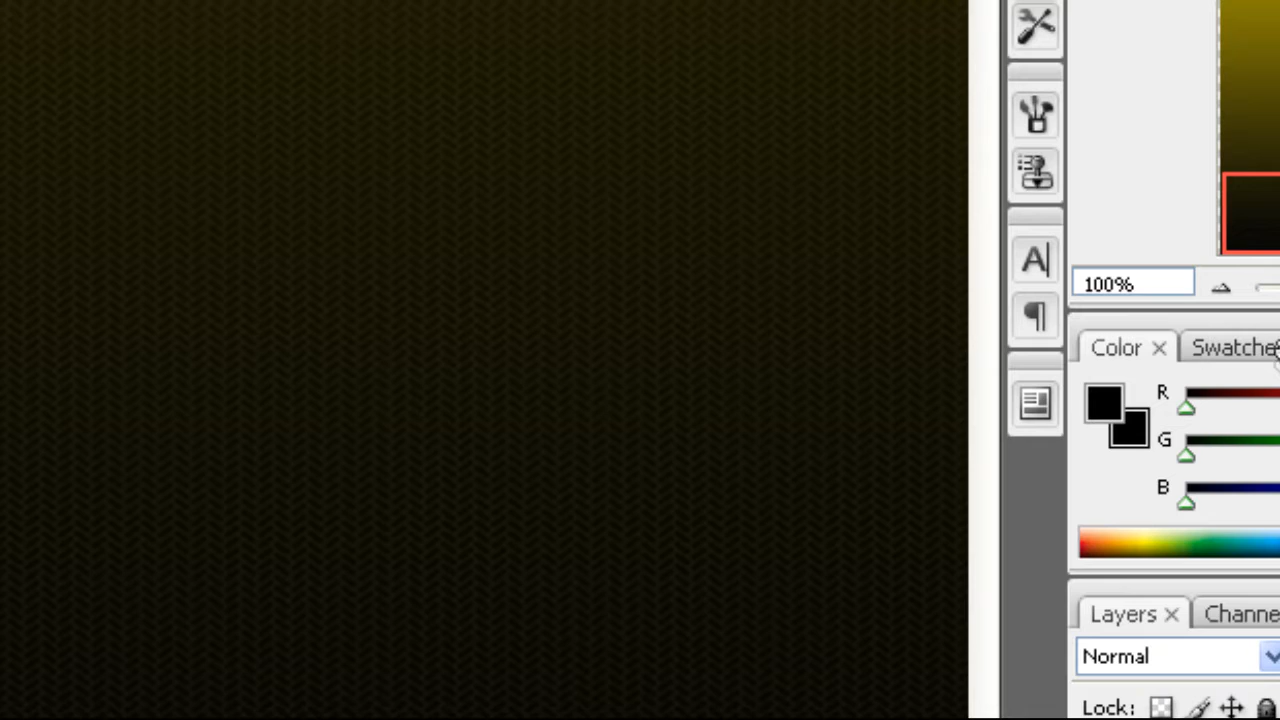 A
¶
100%
Color
Swatche
R
G
B
Layers
Channe
Normal
Lock: